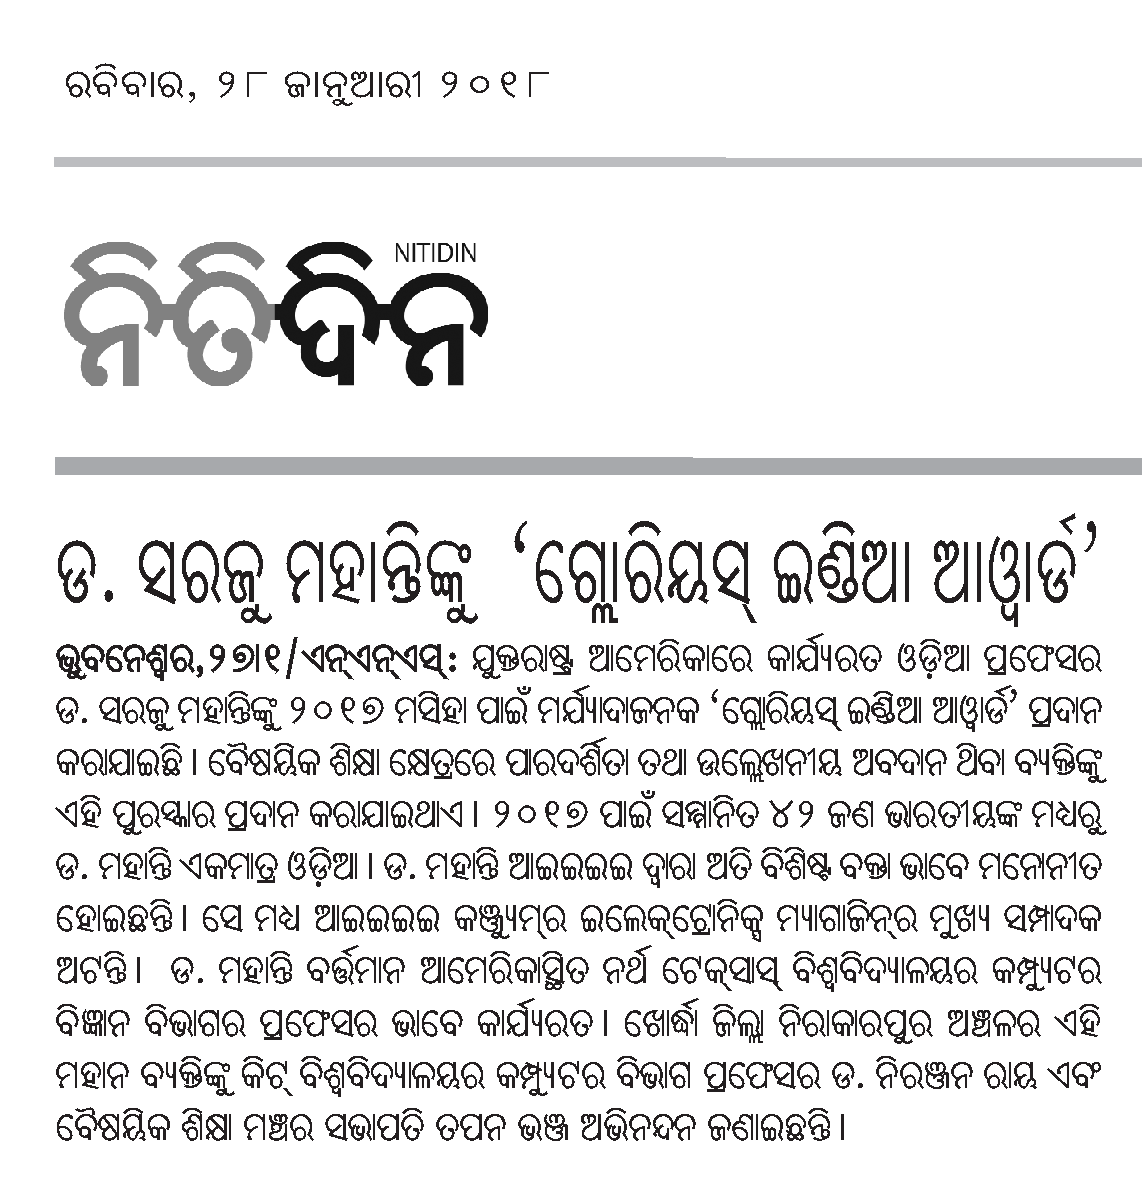 ରବିବାର, ୨୮ ଜାନୁଆରୀ ୨୦୧୮
NITIDIN
ନିତିଦିନ
ଡ. ସରଜୁ ମହାନ୍ତିଙ୍କୁ ‘ଗ୍ଲୋରିୟସ୍ ଇଣ୍ଡିଆ ଆୱାର୍ଡ’
ଭୁବନେଶ୍ୱର,୨୭।୧/ଏନ୍ଏନ୍ଏସ୍: ଯୁକ୍ତରାଷ୍ଟ୍ର ଆମେରିକାରେ କାର୍ଯ୍ୟରତ ଓଡ଼ିଆ ପ୍ରଫେସର
ଡ. ସରଜୁ ମହାନ୍ତିଙ୍କୁ ୨୦୧୭ ମସିହା ପାଇଁ ମର୍ଯ୍ୟାଦାଜନକ ‘ଗ୍ଲୋରିୟସ୍ ଇଣ୍ଡିଆ ଆୱାର୍ଡ’ ପ୍ରଦାନ
କରାଯାଇଛି । ବୈଷୟିକ ଶିକ୍ଷା କ୍ଷେତ୍ରରେ ପାରଦର୍ଶିତା ତଥା ଉଲ୍ଲେଖନୀୟ ଅବଦାନ ଥିବା ବ୍ୟକ୍ତିଙ୍କୁ
ଏହି ପୁରସ୍କାର ପ୍ରଦାନ କରାଯାଇଥାଏ । ୨୦୧୭ ପାଇଁ ସମ୍ମାନିତ ୪୨ ଜଣ ଭାରତୀୟଙ୍କ ମଧ୍ୟରୁ
ଡ. ମହାନ୍ତି ଏକମାତ୍ର ଓଡ଼ିଆ । ଡ. ମହାନ୍ତି ଆଇଇଇଇ ଦ୍ୱାରା ଅତି ବିଶିଷ୍ଟ ବକ୍ତା ଭାବେ ମନୋନୀତ
ହୋଇଛନ୍ତି । ସେ ମଧ୍ୟ ଆଇଇଇଇ କଞ୍ଜ୍ୟୁମ୍‌ର ଇଲେକ୍‌ଟ୍ରୋନିକ୍ସ ମ୍ୟାଗାଜିନ୍‌ର ମୁଖ୍ୟ ସମ୍ପାଦକ
ଅଟନ୍ତି । ଡ. ମହାନ୍ତି ବର୍ତ୍ତମାନ ଆମେରିକାସ୍ଥିତ ନର୍ଥ ଟେକ୍‌ସାସ୍ ବିଶ୍ୱବିଦ୍ୟାଳୟର କମ୍ପ୍ୟୁଟର
ବିଜ୍ଞାନ ବିଭାଗର ପ୍ରଫେସର ଭାବେ କାର୍ଯ୍ୟରତ । ଖୋର୍ଦ୍ଧା ଜିଲ୍ଲା ନିରାକାରପୁର ଅଞ୍ଚଳର ଏହି
ମହାନ ବ୍ୟକ୍ତିଙ୍କୁ କିଟ୍ ବିଶ୍ୱବିଦ୍ୟାଳୟର କମ୍ପ୍ୟୁଟର ବିଭାଗ ପ୍ରଫେସର ଡ. ନିରଞ୍ଜନ ରାୟ ଏବଂ
ବୈଷୟିକ ଶିକ୍ଷା ମଞ୍ଚର ସଭାପତି ତପନ ଭଞ୍ଜ ଅଭିନନ୍ଦନ ଜଣାଇଛନ୍ତି ।